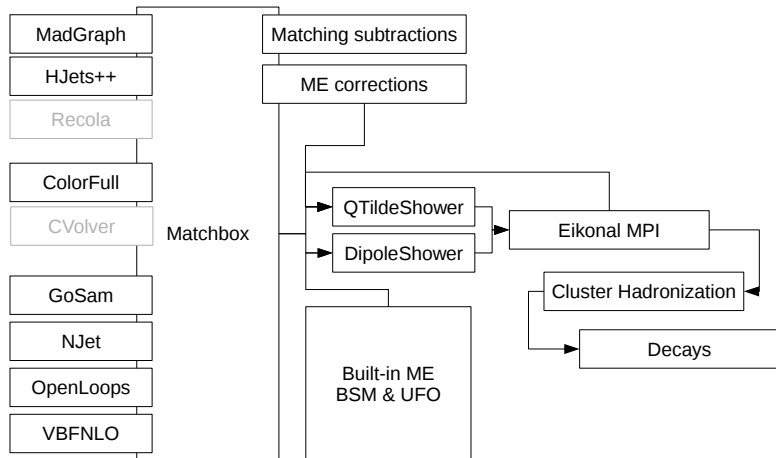 MadGraph
HJets++
Recola
ColorFull
CVolver
GoSam
NJet
OpenLoops
VBFNLO
Matchbox
Matching subtractions
ME corrections
QTildeShower
DipoleShower
Built-in ME
BSM & UFO
Eikonal MPI
Cluster Hadronization
Decays